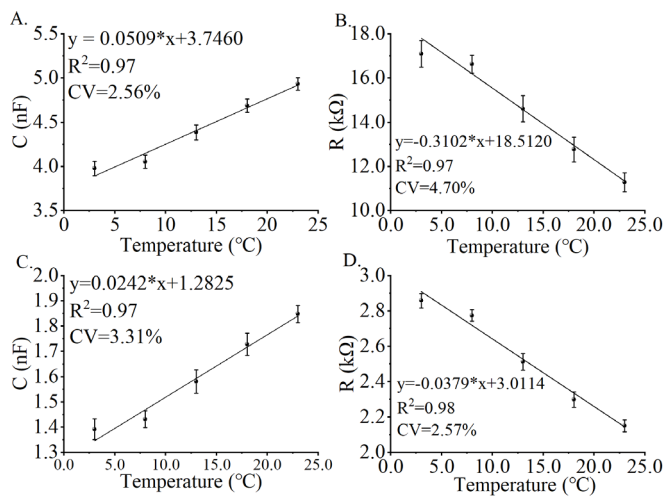 A.
y = 0.0509*x+3.7460
R²=0.97
CV=2.56%
C (nF)
5.5
5.0
4.5
4.0
3.5
0
5
10
15
20
25
Temperature (℃)
B.
R (kΩ)
18.0
16.0
14.0
12.0
10.0
y=-0.3102*x+18.5120
R²=0.97
CV=4.70%
0.0
5.0
10.0
15.0
20.0
25.0
Temperature (℃)
C.
y=0.0242*x+1.2825
R²=0.97
CV=3.31%
C (nF)
2.0
1.9
1.8
1.7
1.6
1.5
1.4
1.3
0.0
5.0
10.0
15.0
20.0
25.0
Temperature (℃)
D.
R (kΩ)
3.0
2.8
2.6
2.4
2.2
2.0
y=-0.0379*x+3.0114
R²=0.98
CV=2.57%
0.0
5.0
10.0
15.0
20.0
25.0
Temperature (℃)